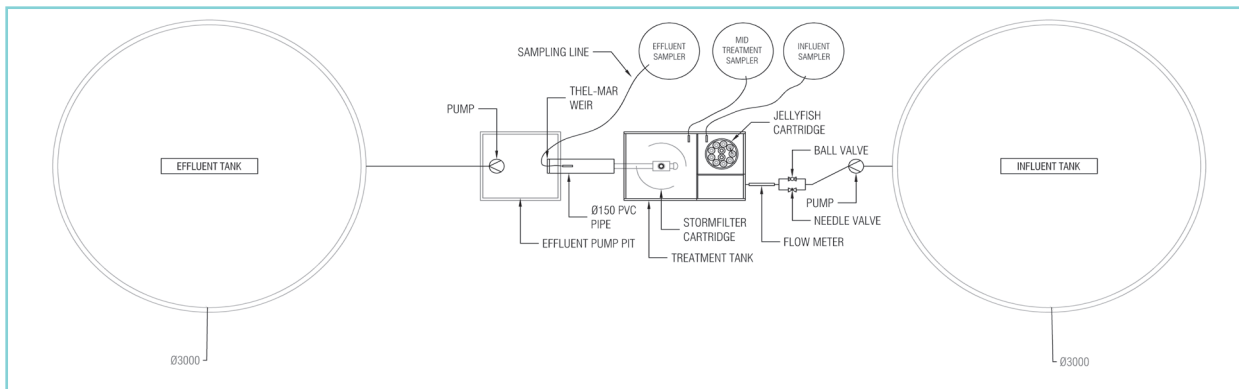 SAMPLING LINE
EFFLUENT
SAMPLER
MID
TREATMENT
SAMPLER
INFLUENT
SAMPLER
THEL-MAR
WEIR
PUMP
JELLYFISH
CARTRIDGE
BALL VALVE
EFFLUENT TANK
INFLUENT TANK
Ø150 PVC
PIPE
STORMFILTER
CARTRIDGE
PUMP
NEEDLE VALVE
EFFLUENT PUMP PIT
FLOW METER
TREATMENT TANK
Ø3000
Ø3000